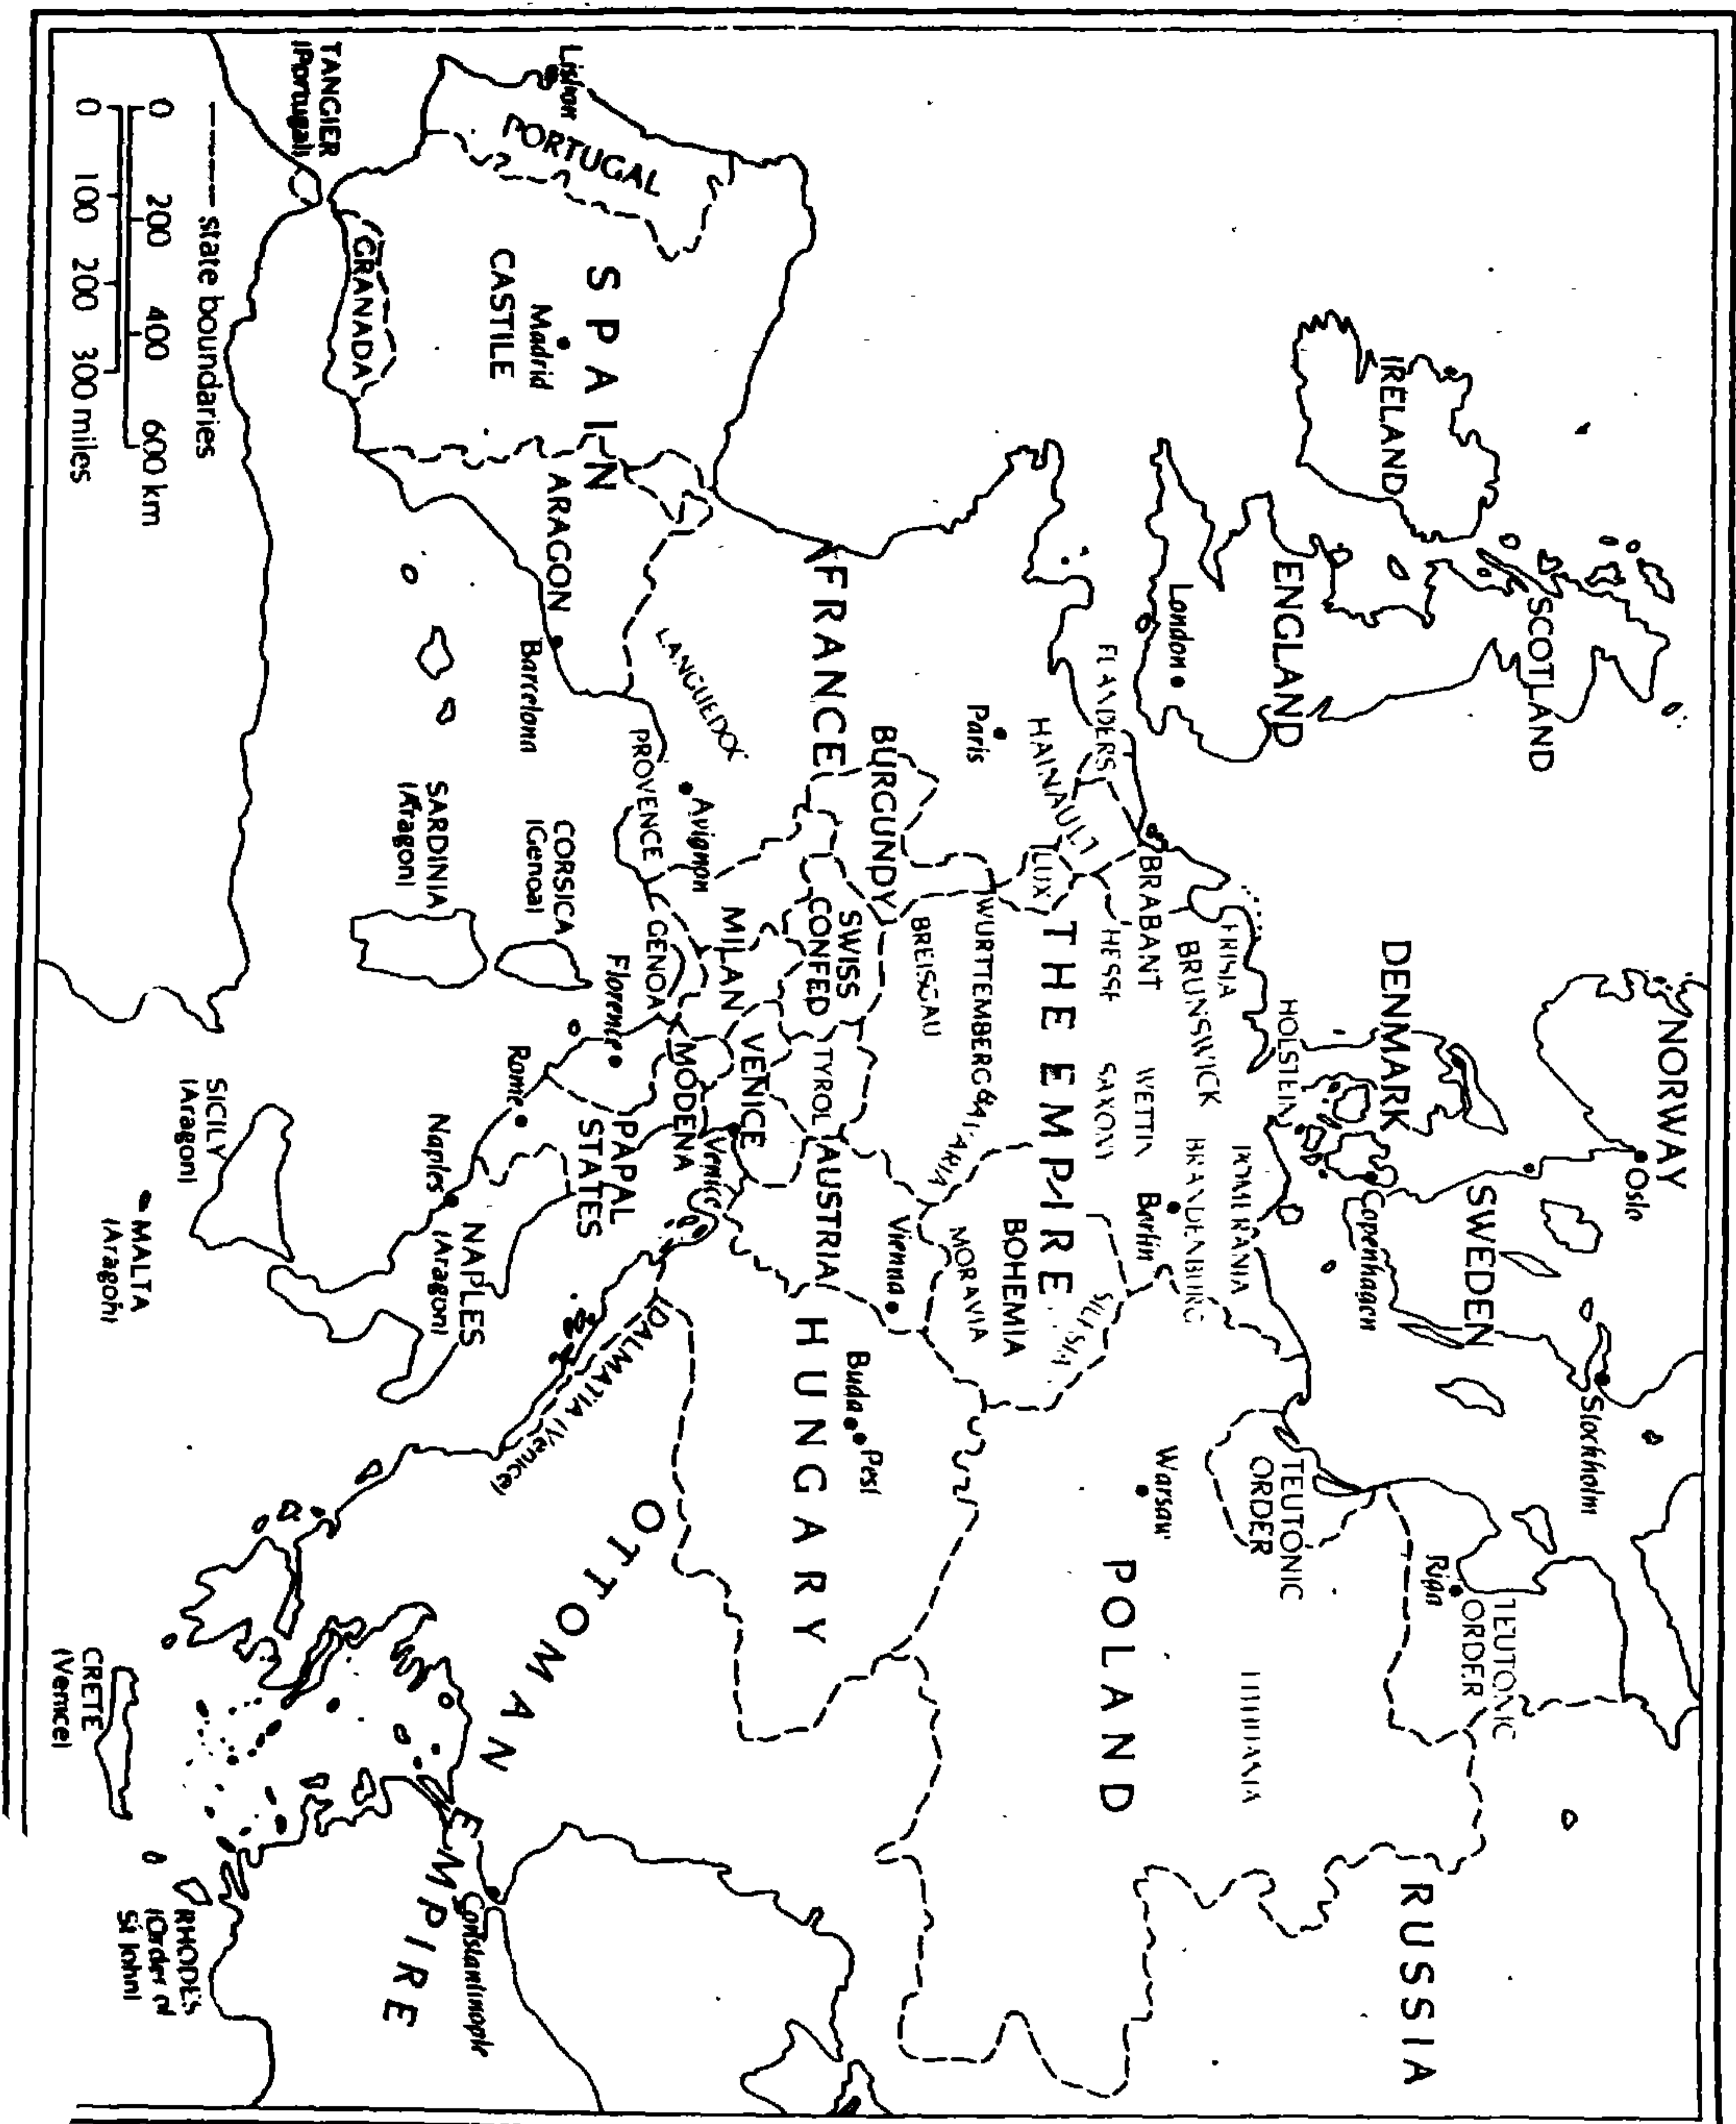 NORWAY
Oslo
SWEDEN
Stockholm
SCOTLAND
IRELAND
ENGLAND
London
DENMARK
Copenhagen
HOLSTEIN
TEUTONIC
ORDER
Riga
RUSSIA
TEUTONIC
ORDER
FRISIA
BRUNSWICK
POMERANIA
BRANDENBURG
BRABANT
WETTIN
Berlin
Warsaw
POLAND
FLANDERS
HAINAULT
HESSE
SAXONY
SILESIA
LUX
THE EMPIRE
BOHEMIA
MORAVIA
Paris
WURTTEMBERG
BREISGAU
BURGUNDY
FRANCE
SWISS
CONFED
TYROL
AUSTRIA
Vienna
Buda
Pest
HUNGARY
MILAN
VENICE
Venice
LANGUEDOC
Avignon
PROVENCE
GENOA
MODENA
Florence
PAPAL
STATES
Rome
DALMATIA (Venice)
OTTOMAN EMPIRE
Constantinople
PORTUGAL
Lisbon
SPAIN
Madrid
CASTILE
ARAGON
Barcelona
GRANADA
CORSICA
(Genoa)
SARDINIA
(Aragon)
Naples
NAPLES
(Aragon)
SICILY
(Aragon)
MALTA
(Aragon)
CRETE
(Venice)
RHODES
(Order of
St John)
TANGIER
(Portugal)
state boundaries
0 200 400 600 km
0 100 200 300 miles